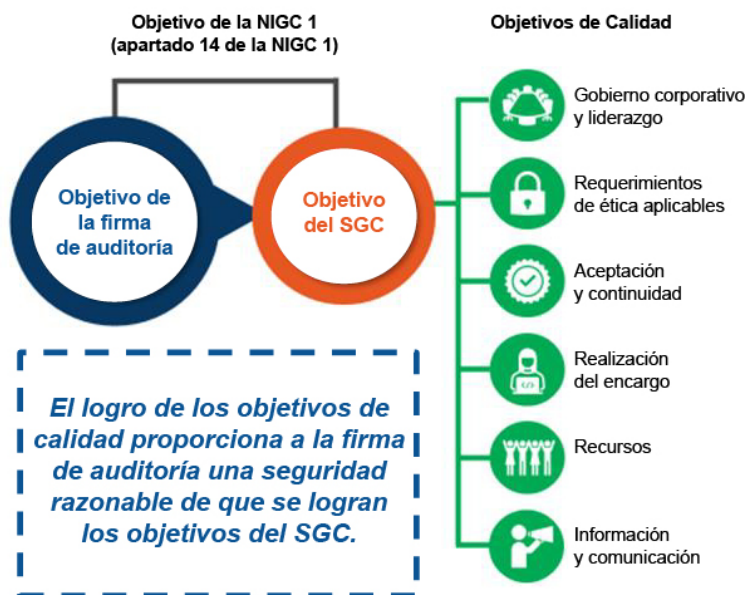 Objetivo de la NIGC 1
(apartado 14 de la NIGC 1)
Objetivos de Calidad
Objetivo de
la firma
de auditoría
Objetivo
del SGC
Gobierno corporativo
y liderazgo
Requerimientos
de ética aplicables
Aceptación
y continuidad
Realización
del encargo
Recursos
Información
y comunicación
El logro de los objetivos de
calidad proporciona a la firma
de auditoría una seguridad
razonable de que se logran
los objetivos del SGC.